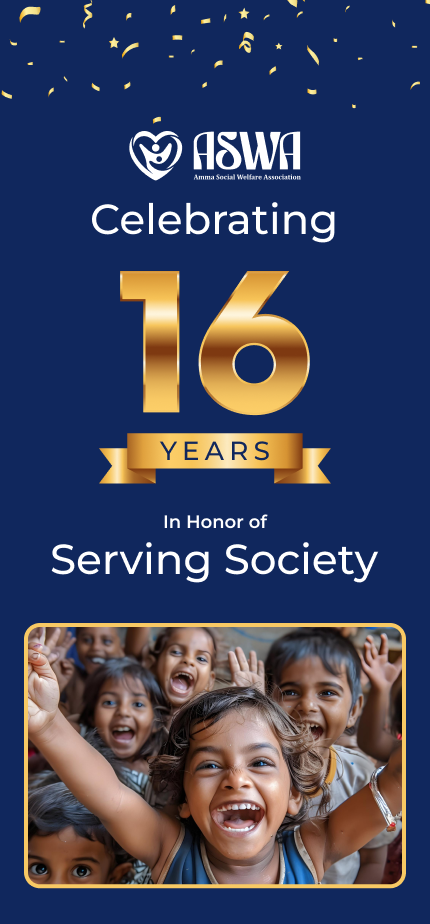 ASWA
Amma Social Welfare Association
Celebrating
16
YEARS
In Honor of
Serving Society